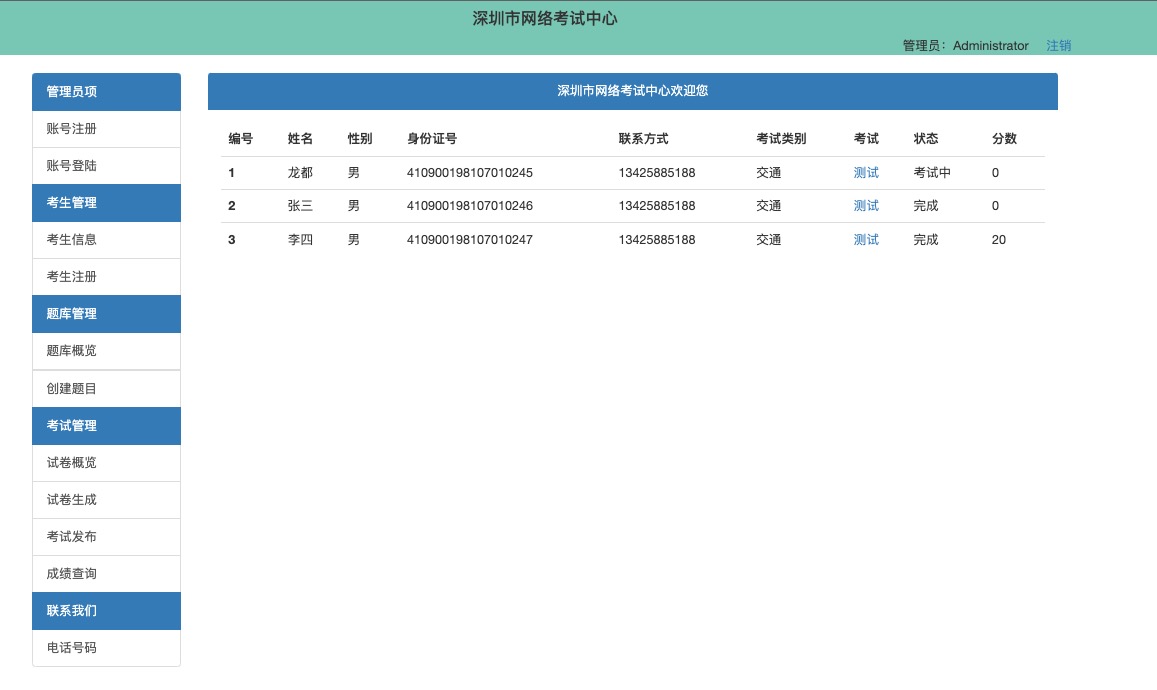 深圳市网络考试中心
管理员：Administrator 注销
管理员项
账号注册
账号登陆
考生管理
考生信息
考生注册
题库管理
题库概览
创建题目
考试管理
试卷概览
试卷生成
考试发布
成绩查询
联系我们
电话号码
深圳市网络考试中心欢迎您
编号 姓名 性别 身份证号 联系方式 考试类别 考试 状态 分数
1 龙都 男 410900198107010245 13425885188 交通 测试 考试中 0
2 张三 男 410900198107010246 13425885188 交通 测试 完成 0
3 李四 男 410900198107010247 13425885188 交通 测试 完成 20